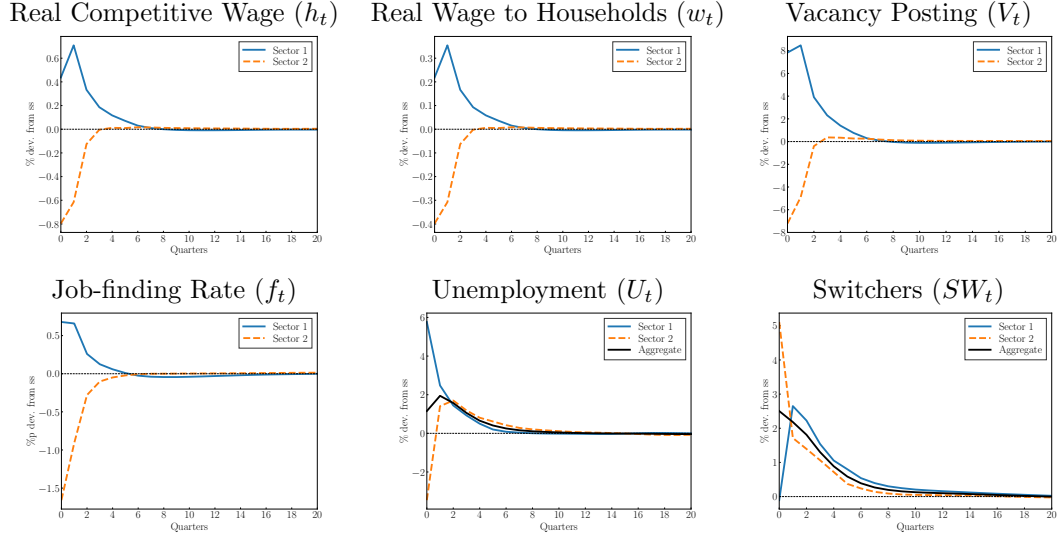 Real Competitive Wage (h_t)
Real Wage to Households (w_t)
Vacancy Posting (V_t)
% dev. from ss
0.6
0.4
0.2
0.0
−0.2
−0.4
−0.6
−0.8
Sector 1
Sector 2
0 2 4 6 8 10 12 14 16 18 20
Quarters
% dev. from ss
0.3
0.2
0.1
0.0
−0.1
−0.2
−0.3
−0.4
Sector 1
Sector 2
0 2 4 6 8 10 12 14 16 18 20
Quarters
% dev. from ss
8
6
4
2
0
−2
−4
−6
−8
Sector 1
Sector 2
0 2 4 6 8 10 12 14 16 18 20
Quarters
Job-finding Rate (f_t)
Unemployment (U_t)
Switchers (SW_t)
%p dev. from ss
0.5
0.0
−0.5
−1.0
−1.5
Sector 1
Sector 2
0 2 4 6 8 10 12 14 16 18 20
Quarters
% dev. from ss
6
4
2
0
−2
Sector 1
Sector 2
Aggregate
0 2 4 6 8 10 12 14 16 18 20
Quarters
% dev. from ss
5
4
3
2
1
0
Sector 1
Sector 2
Aggregate
0 2 4 6 8 10 12 14 16 18 20
Quarters